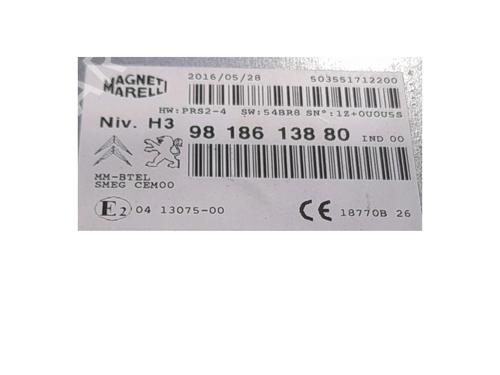 MAGNETI
MARELLI
2016/05/28 503551712200
HW:PRS2-4 SW:54BR8 SN°:1Z+0U0U5S
Niv. H3
98 186 138 80 IND 00
MM-BTEL
SMEG CEM00
E2 04 13075-00
CE 18770B 26